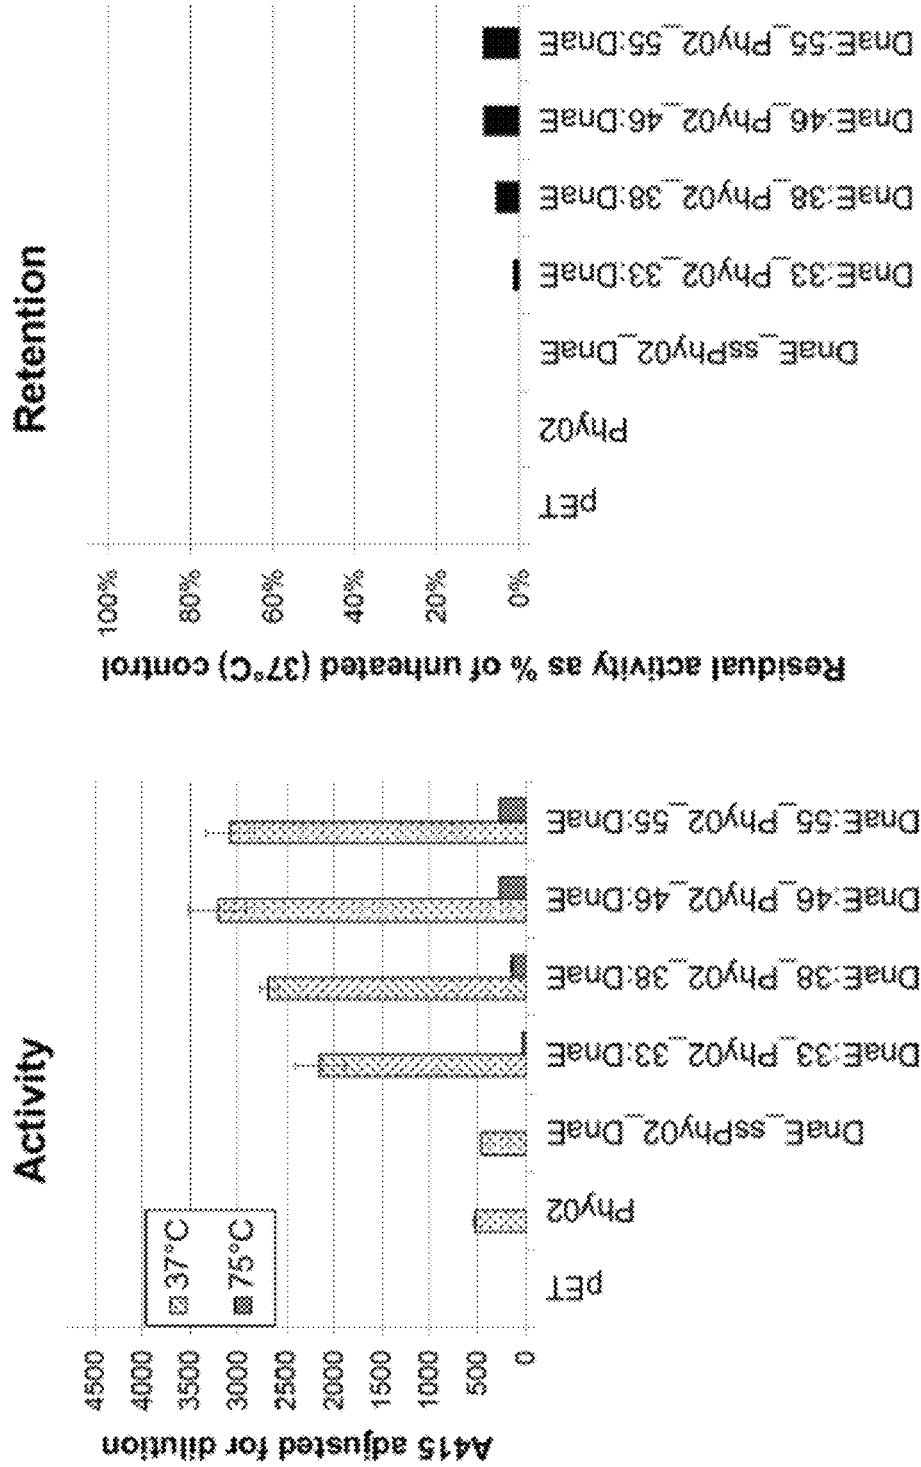 Activity
A415 adjusted for dilution
4500
4000
3500
3000
2500
2000
1500
1000
500
0
37°C
75°C
pET
Phy02
DnaE_ssPhy02_DnaE
DnaE:33_Phy02_33:DnaE
DnaE:38_Phy02_38:DnaE
DnaE:46_Phy02_46:DnaE
DnaE:55_Phy02_55:DnaE
Retention
Residual activity as % of unheated (37°C) control
100%
80%
60%
40%
20%
0%
pET
Phy02
DnaE_ssPhy02_DnaE
DnaE:33_Phy02_33:DnaE
DnaE:38_Phy02_38:DnaE
DnaE:46_Phy02_46:DnaE
DnaE:55_Phy02_55:DnaE